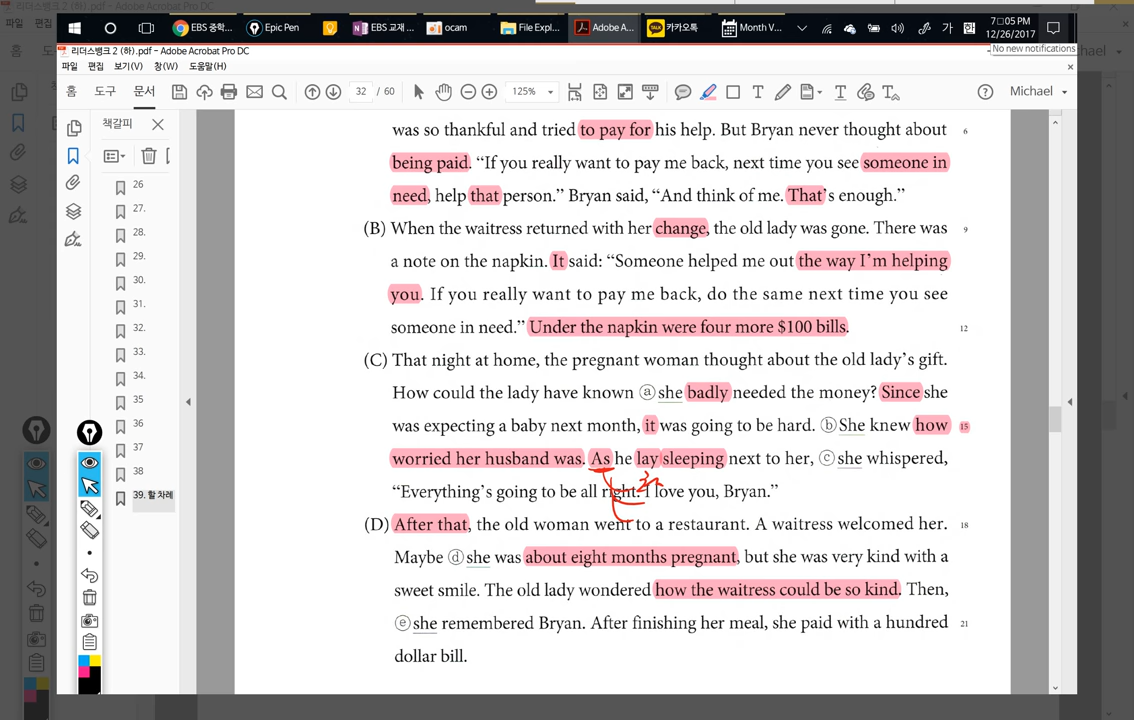 리더스뱅크 2 (하).pdf
파일 편집
EBS 중학...
Epic Pen
EBS 교재 ...
ocam
File Expl...
Adobe A...
카카오톡
Month V...
가
한
7:05 PM
12/26/2017
No new notifications
리더스뱅크 2 (하).pdf - Adobe Acrobat Pro DC
파일 편집 보기(V) 창(W) 도움말(H)
홈 도구 문서 32 / 60 125% Michael
책갈피
26
27.
28.
29.
30.
31.
32.
33.
34.
35
36
37
38
39. 할 차례
was so thankful and tried to pay for his help. But Bryan never thought about 6
being paid. “If you really want to pay me back, next time you see someone in
need, help that person.” Bryan said, “And think of me. That’s enough.”
(B) When the waitress returned with her change, the old lady was gone. There was 9
a note on the napkin. It said: “Someone helped me out the way I’m helping
you. If you really want to pay me back, do the same next time you see
someone in need.” Under the napkin were four more $100 bills. 12
(C) That night at home, the pregnant woman thought about the old lady’s gift.
How could the lady have known ⓐ she badly needed the money? Since she
was expecting a baby next month, it was going to be hard. ⓑ She knew how 15
worried her husband was. As he lay sleeping next to her, ⓒ she whispered,
“Everything’s going to be all right. I love you, Bryan.”
(D) After that, the old woman went to a restaurant. A waitress welcomed her. 18
Maybe ⓓ she was about eight months pregnant, but she was very kind with a
sweet smile. The old lady wondered how the waitress could be so kind. Then,
ⓔ she remembered Bryan. After finishing her meal, she paid with a hundred 21
dollar bill.